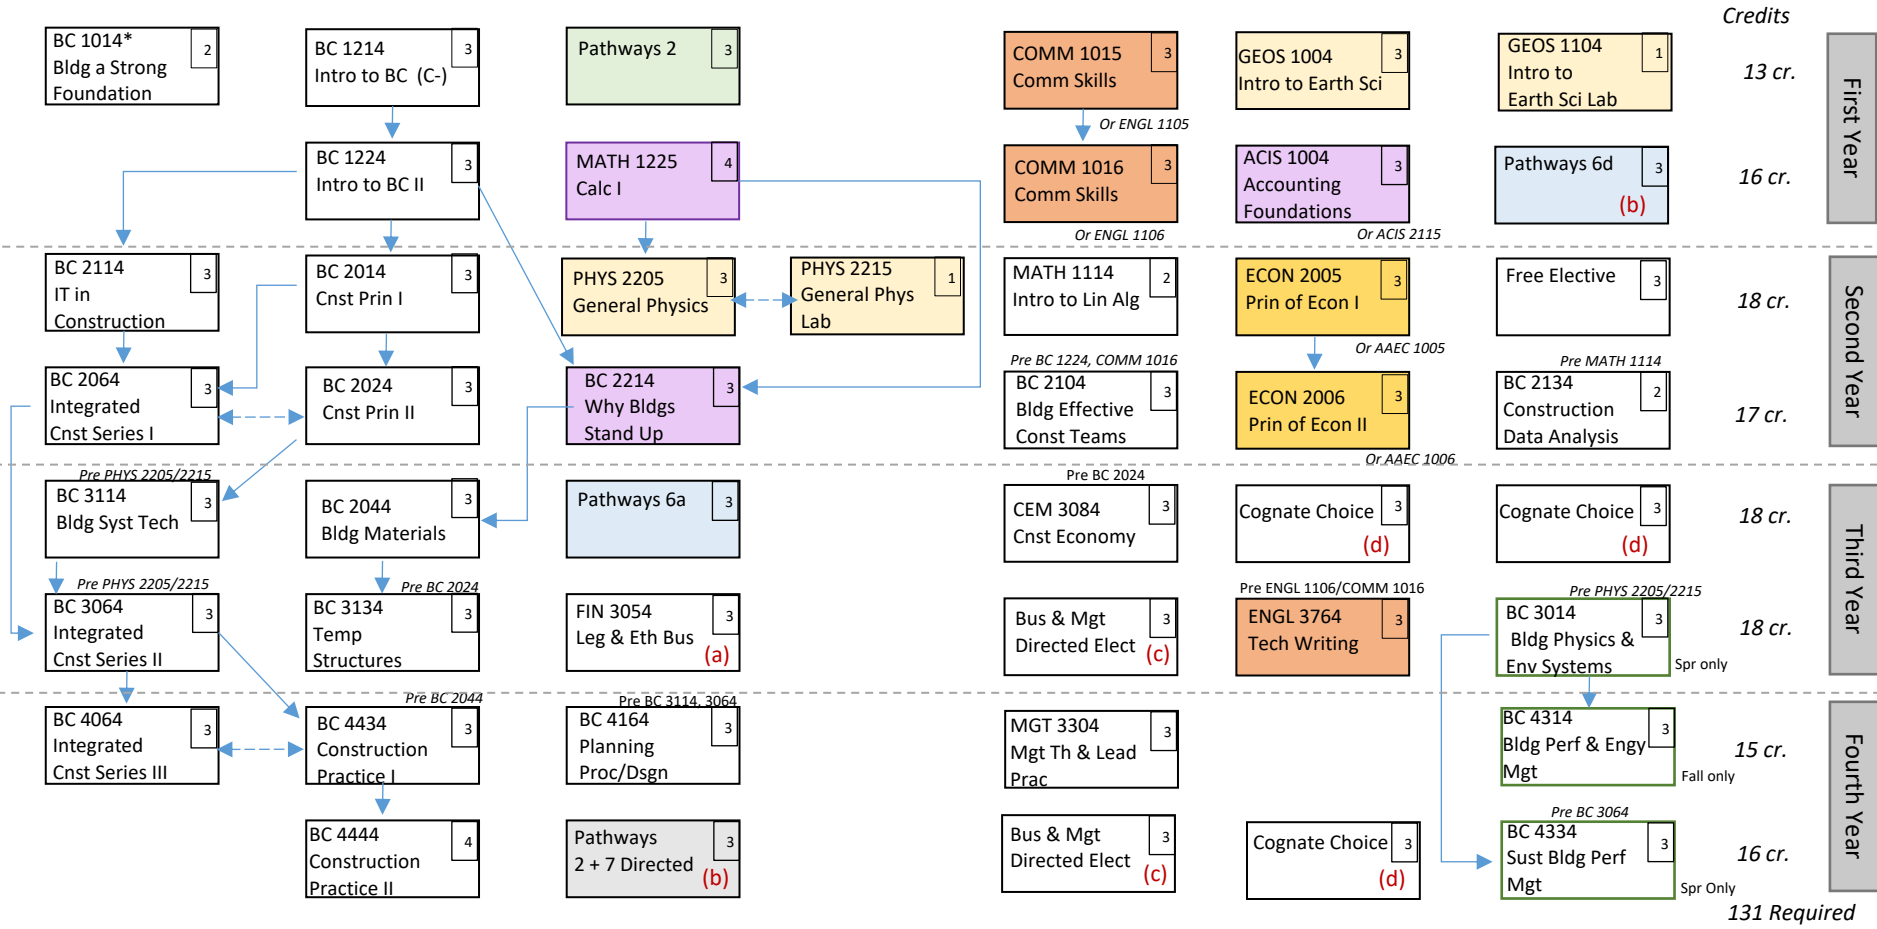 Credits
BC 1014*
Bldg a Strong
Foundation
2
BC 1214
Intro to BC (C-)
3
Pathways 2
3
COMM 1015
Comm Skills
3
GEOS 1004
Intro to Earth Sci
3
GEOS 1104
Intro to
Earth Sci Lab
1
13 cr.
First Year
Or ENGL 1105
BC 1224
Intro to BC II
3
MATH 1225
Calc I
4
COMM 1016
Comm Skills
3
ACIS 1004
Accounting
Foundations
3
Pathways 6d
3
(b)
16 cr.
Or ENGL 1106
Or ACIS 2115
BC 2114
IT in
Construction
3
BC 2014
Cnst Prin I
3
PHYS 2205
General Physics
3
PHYS 2215
General Phys
Lab
1
MATH 1114
Intro to Lin Alg
2
ECON 2005
Prin of Econ I
3
Free Elective
3
18 cr.
Second Year
Or AAEC 1005
Pre BC 1224, COMM 1016
Pre MATH 1114
BC 2064
Integrated
Cnst Series I
3
BC 2024
Cnst Prin II
3
BC 2214
Why Bldgs
Stand Up
3
BC 2104
Bldg Effective
Const Teams
3
ECON 2006
Prin of Econ II
3
BC 2134
Construction
Data Analysis
2
17 cr.
Or AAEC 1006
Pre PHYS 2205/2215
Pre BC 2024
BC 3114
Bldg Syst Tech
3
BC 2044
Bldg Materials
3
Pathways 6a
3
CEM 3084
Cnst Economy
3
Cognate Choice
3
(d)
Cognate Choice
3
(d)
18 cr.
Third Year
Pre PHYS 2205/2215
Pre BC 2024
Pre ENGL 1106/COMM 1016
Pre PHYS 2205/2215
BC 3064
Integrated
Cnst Series II
3
BC 3134
Temp
Structures
3
FIN 3054
Leg & Eth Bus
3
(a)
Bus & Mgt
Directed Elect
3
(c)
ENGL 3764
Tech Writing
3
BC 3014
Bldg Physics &
Env Systems
3
Spr only
18 cr.
Pre BC 2044
Pre BC 3114, 3064
BC 4064
Integrated
Cnst Series III
3
BC 4434
Construction
Practice I
3
BC 4164
Planning
Proc/Dsgn
3
MGT 3304
Mgt Th & Lead
Prac
3
BC 4314
Bldg Perf & Engy
Mgt
3
Fall only
15 cr.
Fourth Year
Pre BC 3064
BC 4444
Construction
Practice II
4
Pathways
2 + 7 Directed
3
(b)
Bus & Mgt
Directed Elect
3
(c)
Cognate Choice
3
(d)
BC 4334
Sust Bldg Perf
Mgt
3
Spr Only
16 cr.
131 Required